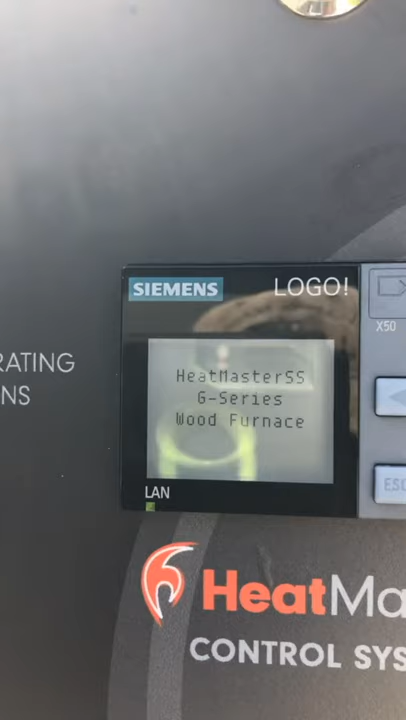 SIEMENS
LOGO!
X50
RATING
NS
HeatMasterSS
G-Series
Wood Furnace
ESC
LAN
HeatMa
CONTROL SYS